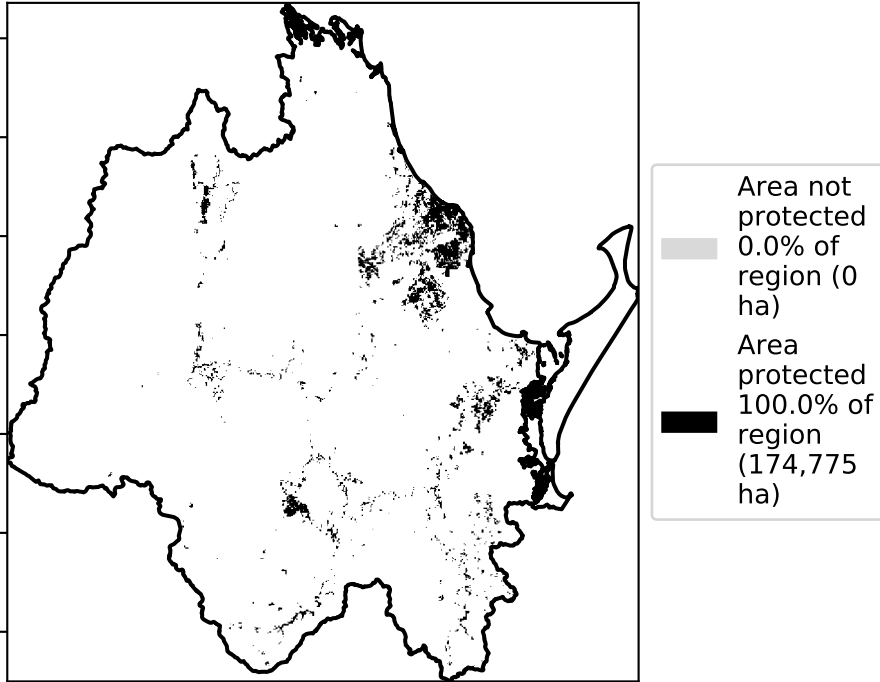 Area not
protected
0.0% of
region (0
ha)
Area
protected
100.0% of
region
(174,775
ha)